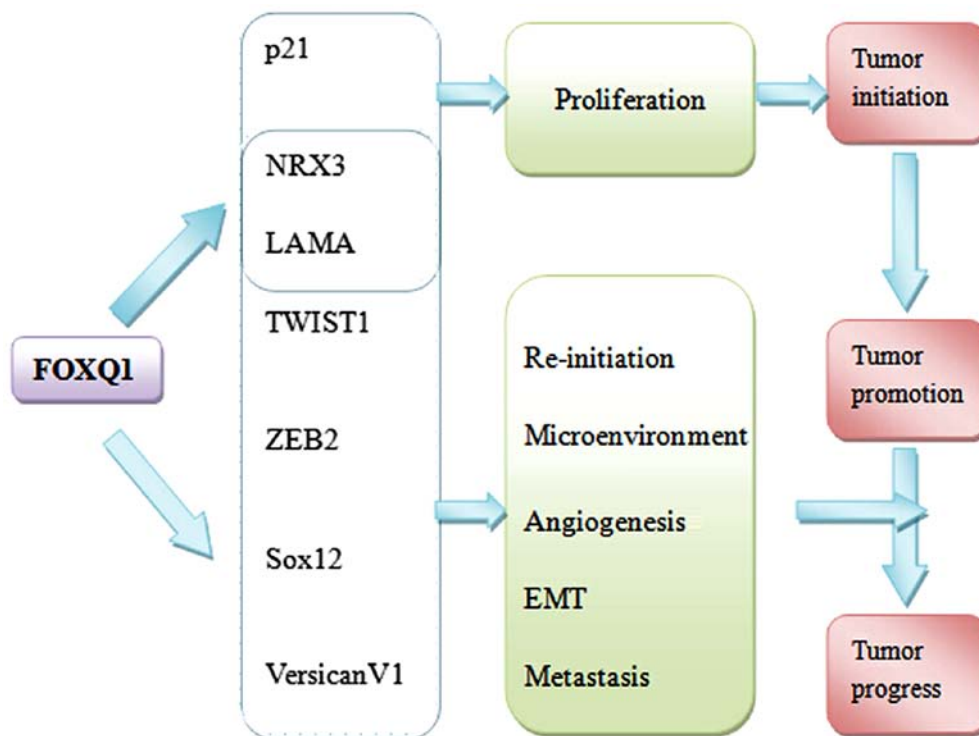 FOXQ1
p21
NRX3
LAMA
TWIST1
ZEB2
Sox12
VersicanV1
Proliferation
Re-initiation
Microenvironment
Angiogenesis
EMT
Metastasis
Tumor
initiation
Tumor
promotion
Tumor
progress